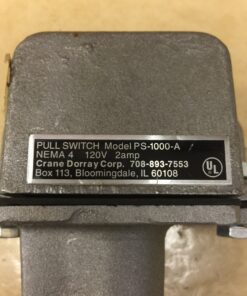 PULL SWITCH Model PS-1000-A
NEMA 4 120V 2amp
Crane Dorray Corp. 708-893-7553
Box 113, Bloomingdale, IL 60108
UL